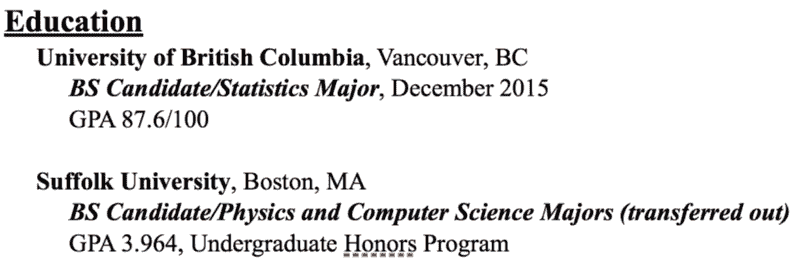 Education
University of British Columbia, Vancouver, BC
BS Candidate/Statistics Major, December 2015
GPA 87.6/100
Suffolk University, Boston, MA
BS Candidate/Physics and Computer Science Majors (transferred out)
GPA 3.964, Undergraduate Honors Program